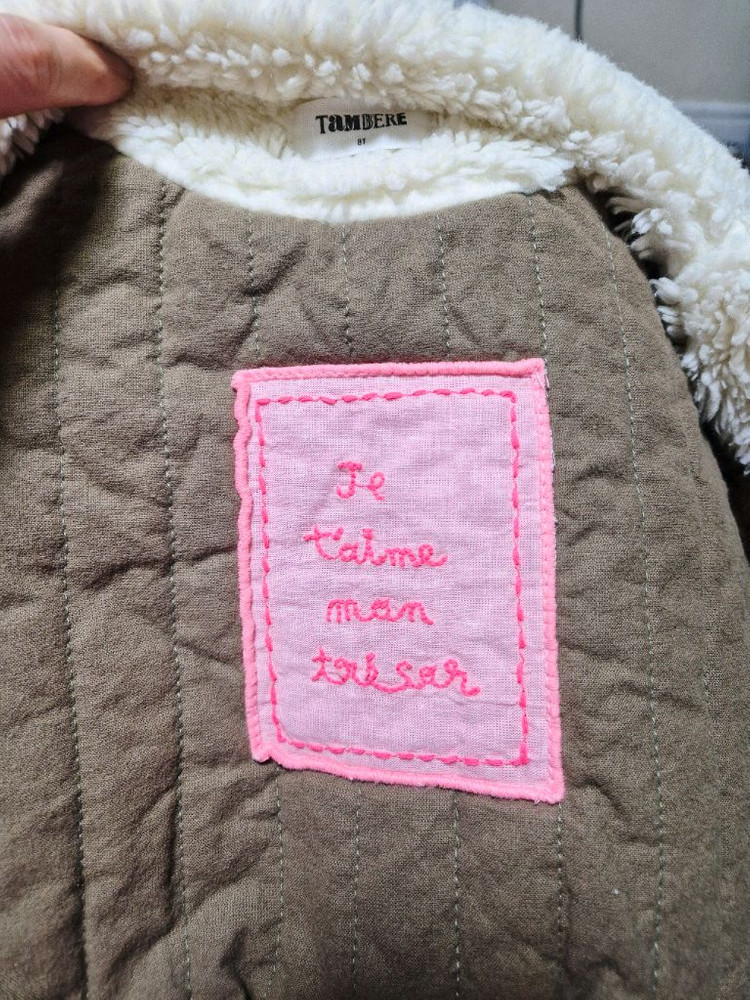 TAMBERE
8Y
Je
t'aime
mon
trésor